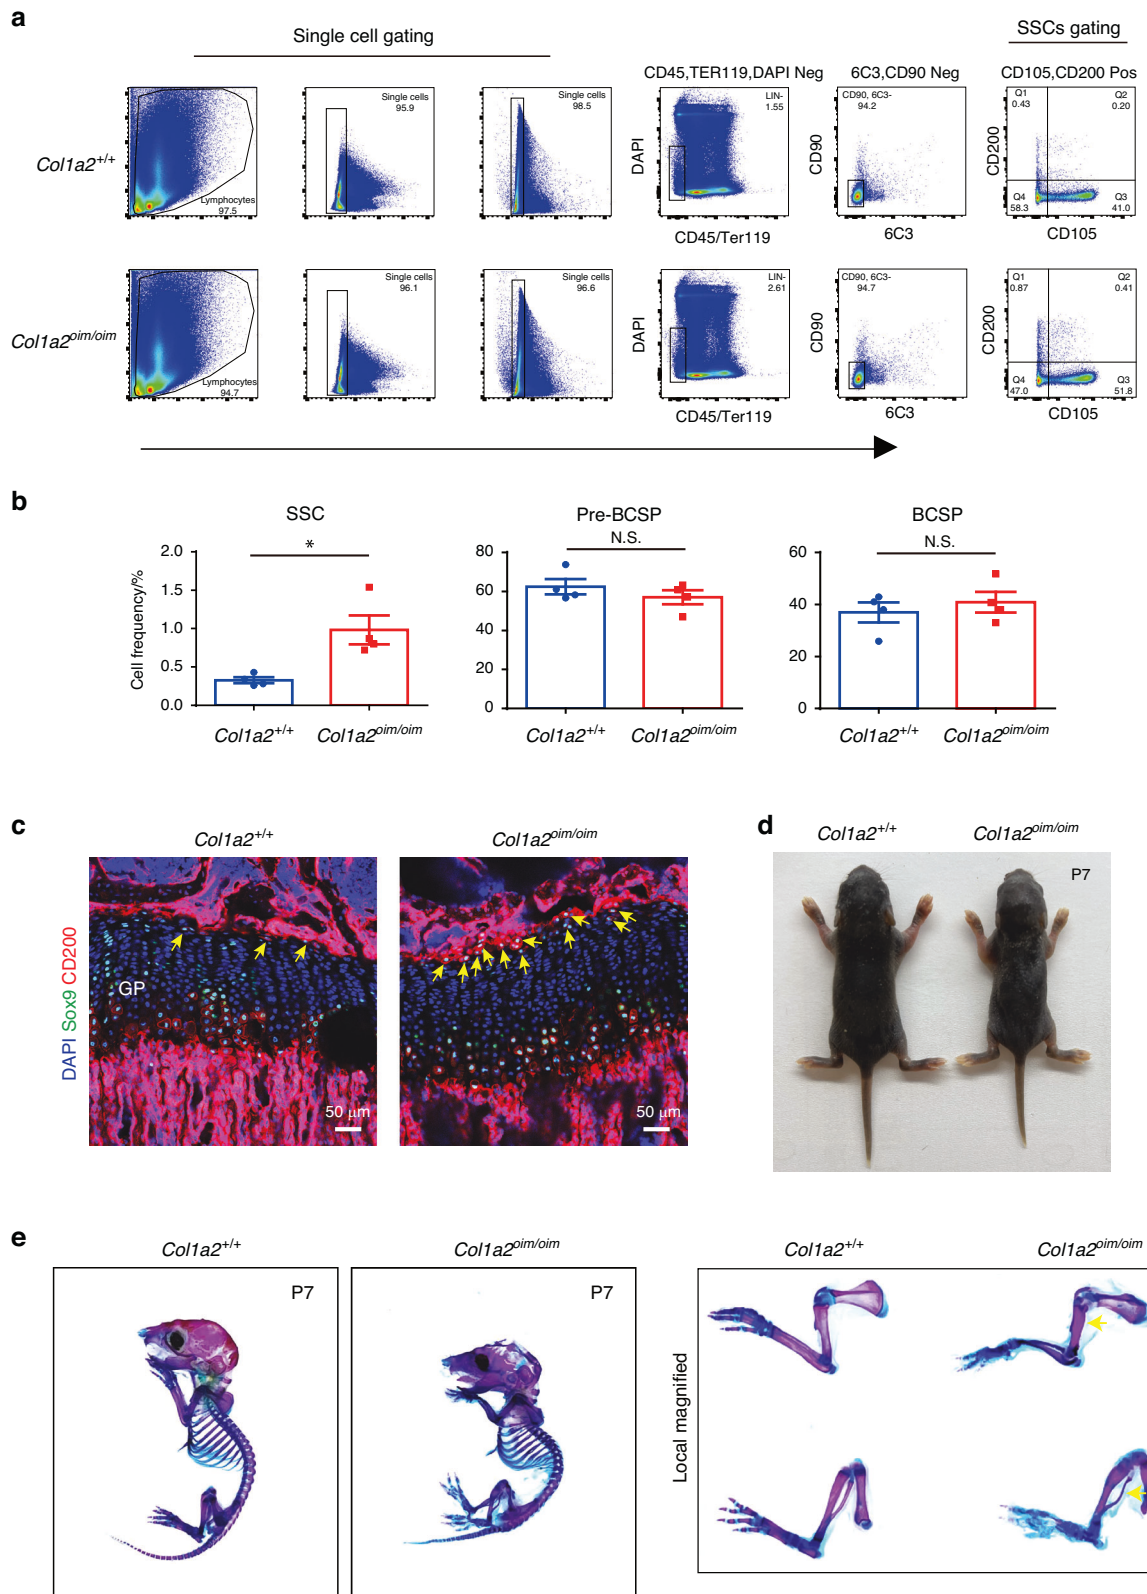 a
Single cell gating
SSCs gating
CD45,TER119,DAPI Neg
6C3,CD90 Neg
CD105,CD200 Pos
Col1a2+/+
Lymphocytes
97.5
Single cells
95.9
Single cells
98.5
DAPI
LIN-
1.55
CD45/Ter119
CD90
CD90, 6C3-
94.2
6C3
CD200
Q1
0.43
Q2
0.20
Q4
58.3
Q3
41.0
CD105
Col1a2oim/oim
Lymphocytes
94.7
Single cells
96.1
Single cells
96.6
DAPI
LIN-
2.61
CD45/Ter119
CD90
CD90, 6C3-
94.7
6C3
CD200
Q1
0.87
Q2
0.41
Q4
47.0
Q3
51.8
CD105
b
SSC
*
Cell frequency/%
2.0
1.5
1.0
0.5
0.0
Col1a2+/+
Col1a2oim/oim
Pre-BCSP
N.S.
80
60
40
20
0
Col1a2+/+
Col1a2oim/oim
BCSP
N.S.
60
40
20
0
Col1a2+/+
Col1a2oim/oim
c
Col1a2+/+
Col1a2oim/oim
DAPI Sox9 CD200
GP
50 μm
50 μm
d
Col1a2+/+
Col1a2oim/oim
P7
e
Col1a2+/+
Col1a2oim/oim
P7
P7
Local magnified
Col1a2+/+
Col1a2oim/oim